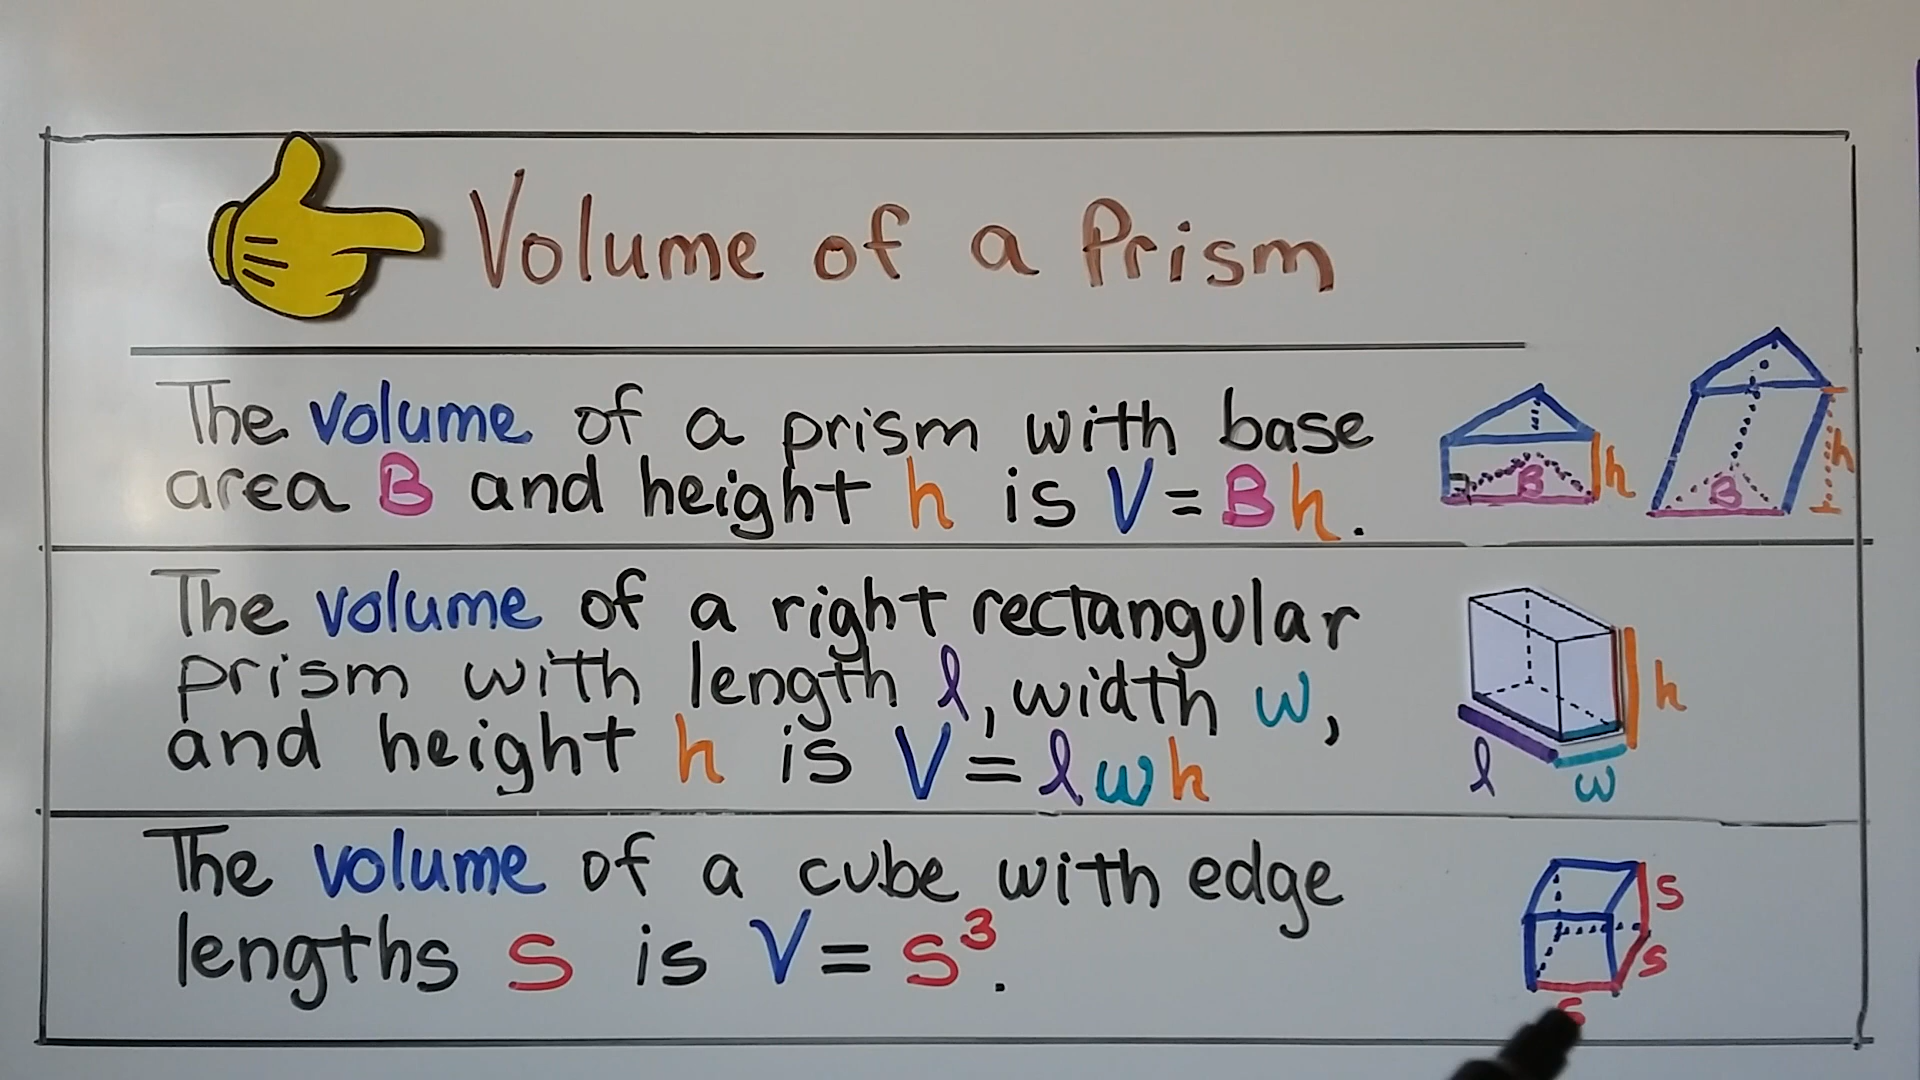 Volume of a Prism
The volume of a prism with base
area B and height h is V = Bh.
h
h
B
B
The volume of a right rectangular
prism with length l, width w,
and height h is V = lwh
h
l
w
The volume of a cube with edge
lengths s is V = s³.
s
s
s